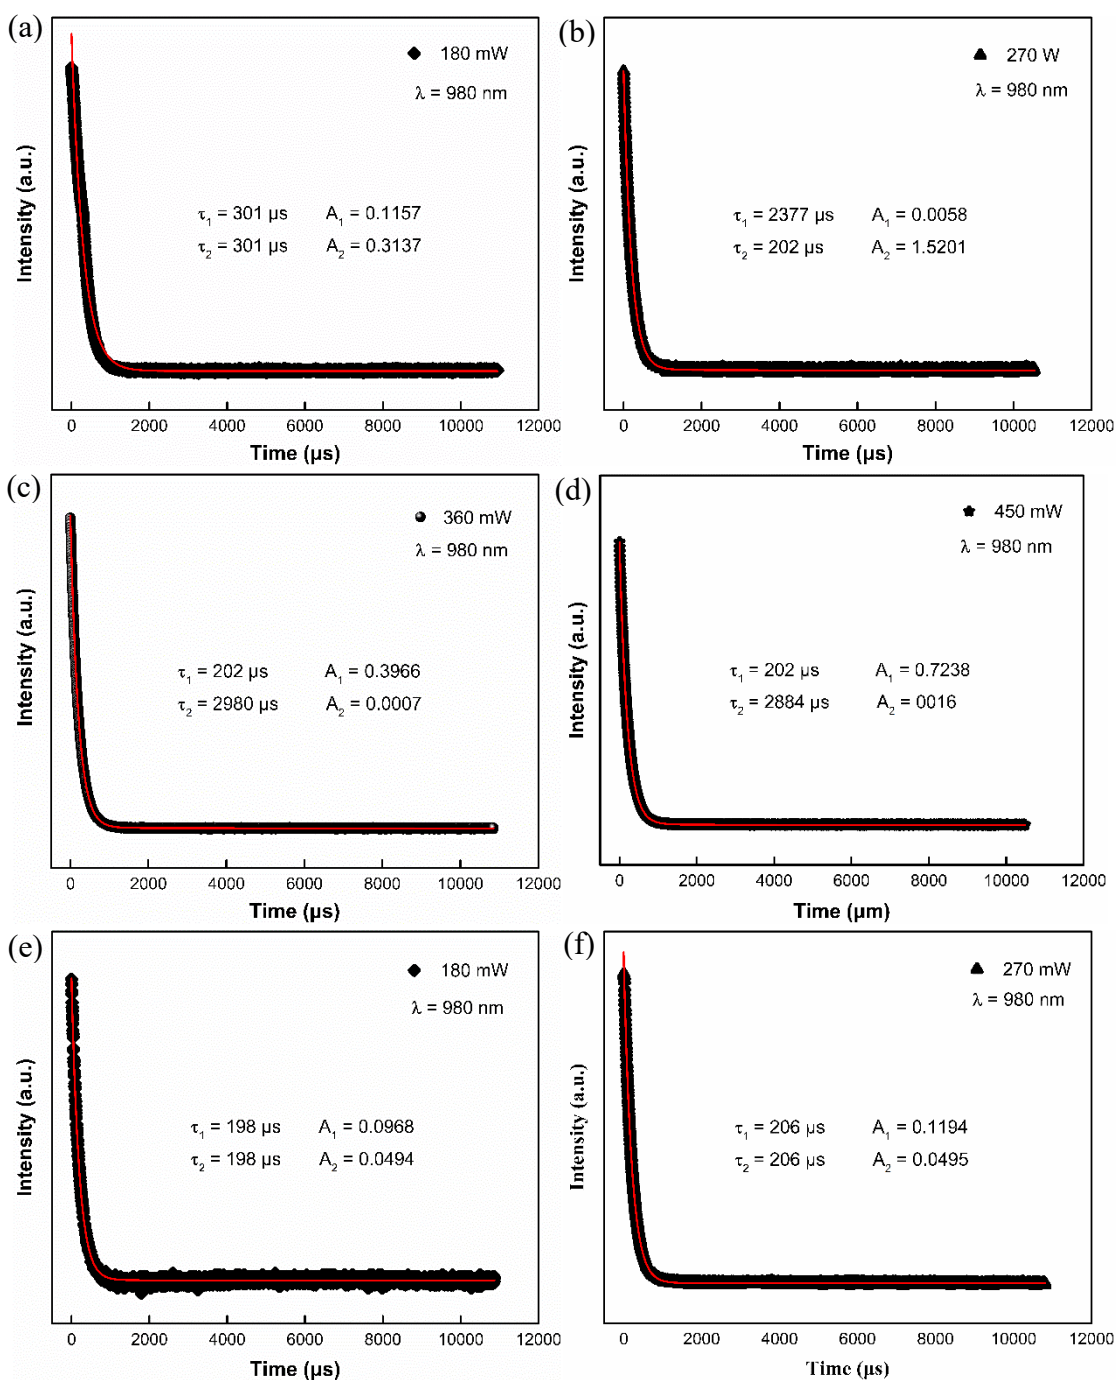 (a)
180 mW
λ = 980 nm
τ1 = 301 µs A1 = 0.1157
τ2 = 301 µs A2 = 0.3137
Intensity (a.u.)
0 2000 4000 6000 8000 10000 12000
Time (µs)
(b)
270 W
λ = 980 nm
τ1 = 2377 µs A1 = 0.0058
τ2 = 202 µs A2 = 1.5201
Intensity (a.u.)
0 2000 4000 6000 8000 10000 12000
Time (µs)
(c)
360 mW
λ = 980 nm
τ1 = 202 µs A1 = 0.3966
τ2 = 2980 µs A2 = 0.0007
Intensity (a.u.)
0 2000 4000 6000 8000 10000 12000
Time (µs)
(d)
450 mW
λ = 980 nm
τ1 = 202 µs A1 = 0.7238
τ2 = 2884 µs A2 = 0016
Intensity (a.u.)
0 2000 4000 6000 8000 10000 12000
Time (µm)
(e)
180 mW
λ = 980 nm
τ1 = 198 µs A1 = 0.0968
τ2 = 198 µs A2 = 0.0494
Intensity (a.u.)
0 2000 4000 6000 8000 10000 12000
Time (µs)
(f)
270 mW
λ = 980 nm
τ1 = 206 µs A1 = 0.1194
τ2 = 206 µs A2 = 0.0495
Intensity (a.u.)
0 2000 4000 6000 8000 10000 12000
Time (µs)